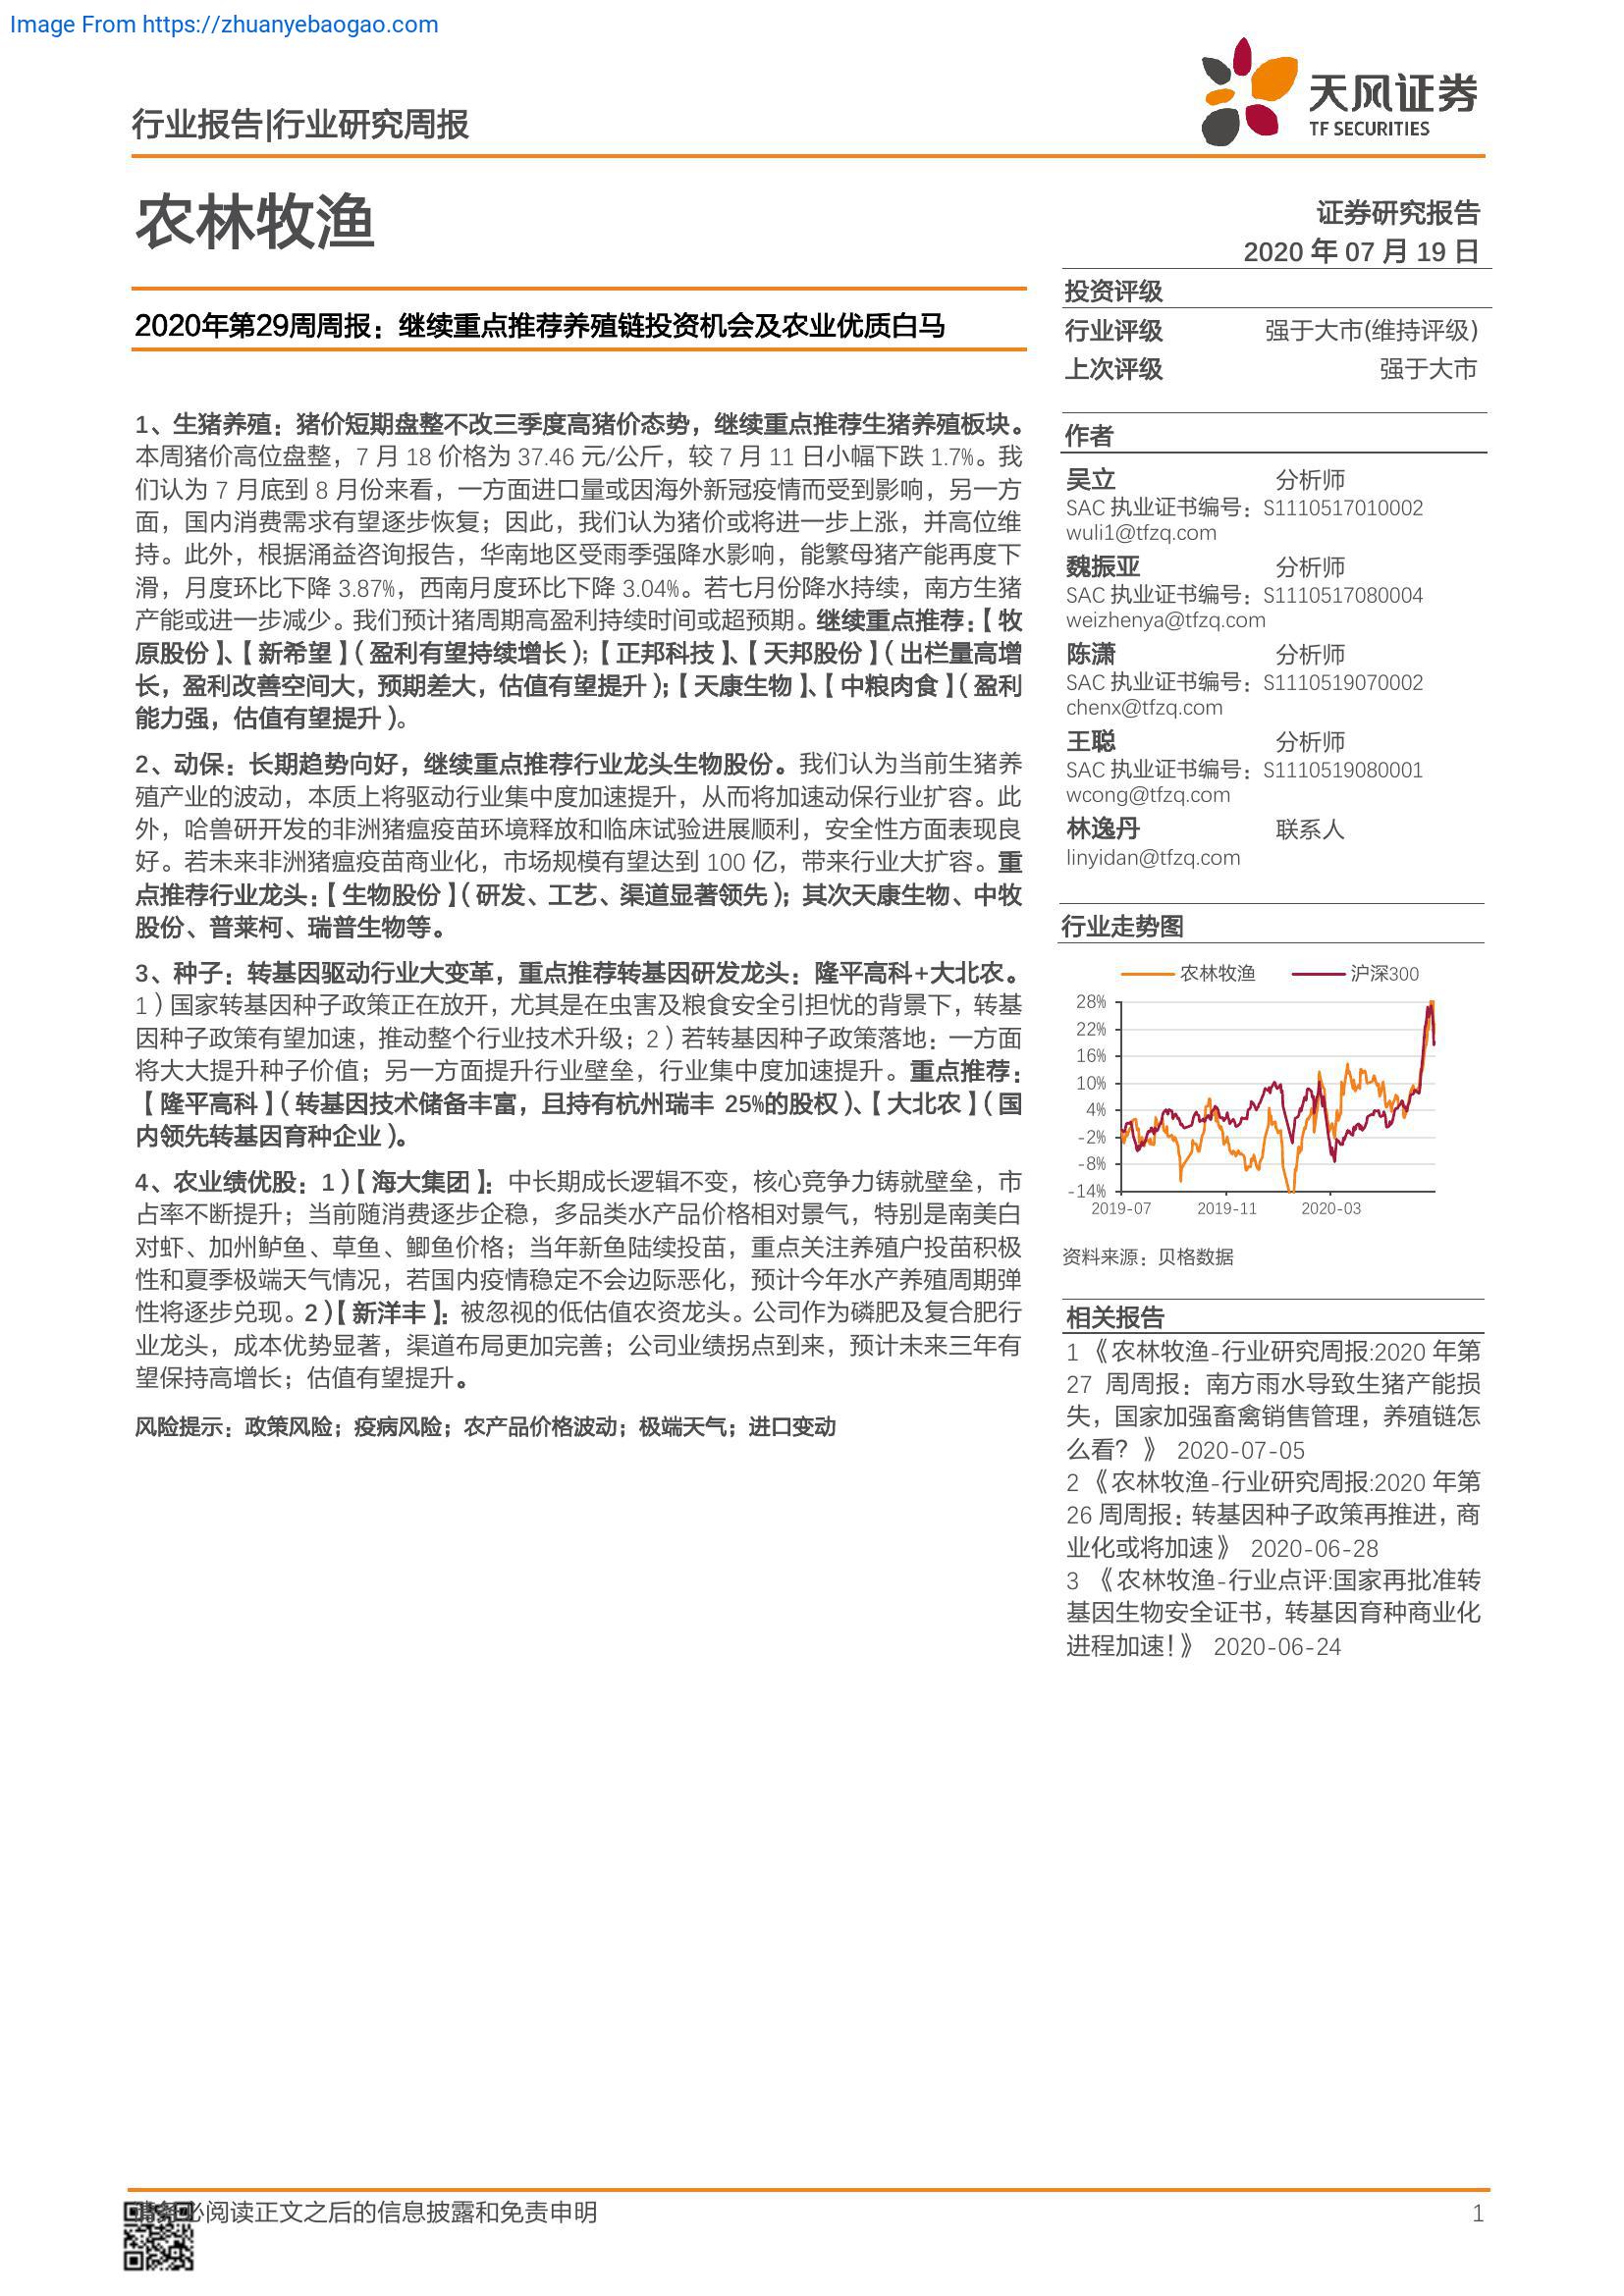 Image From https://zhuanyebaogao.com
行业报告|行业研究周报
天风证券
TF SECURITIES
农林牧渔
证券研究报告
2020 年 07 月 19 日
2020年第29周周报：继续重点推荐养殖链投资机会及农业优质白马
1、生猪养殖：猪价短期盘整不改三季度高猪价态势，继续重点推荐生猪养殖板块。
本周猪价高位盘整，7 月 18 价格为 37.46 元/公斤，较 7 月 11 日小幅下跌 1.7%。我
们认为 7 月底到 8 月份来看，一方面进口量或因海外新冠疫情而受到影响，另一方
面，国内消费需求有望逐步恢复；因此，我们认为猪价或将进一步上涨，并高位维
持。此外，根据涌益咨询报告，华南地区受雨季强降水影响，能繁母猪产能再度下
滑，月度环比下降 3.87%，西南月度环比下降 3.04%。若七月份降水持续，南方生猪
产能或进一步减少。我们预计猪周期高盈利持续时间或超预期。继续重点推荐：【牧
原股份】、【新希望】（盈利有望持续增长）；【正邦科技】、【天邦股份】（出栏量高增
长，盈利改善空间大，预期差大，估值有望提升）；【天康生物】、【中粮肉食】（盈利
能力强，估值有望提升）。
2、动保：长期趋势向好，继续重点推荐行业龙头生物股份。我们认为当前生猪养
殖产业的波动，本质上将驱动行业集中度加速提升，从而将加速动保行业扩容。此
外，哈兽研开发的非洲猪瘟疫苗环境释放和临床试验进展顺利，安全性方面表现良
好。若未来非洲猪瘟疫苗商业化，市场规模有望达到 100 亿，带来行业大扩容。重
点推荐行业龙头：【生物股份】（研发、工艺、渠道显著领先）；其次天康生物、中牧
股份、普莱柯、瑞普生物等。
3、种子：转基因驱动行业大变革，重点推荐转基因研发龙头：隆平高科+大北农。
1）国家转基因种子政策正在放开，尤其是在虫害及粮食安全引担忧的背景下，转基
因种子政策有望加速，推动整个行业技术升级；2）若转基因种子政策落地：一方面
将大大提升种子价值；另一方面提升行业壁垒，行业集中度加速提升。重点推荐：
【隆平高科】（转基因技术储备丰富，且持有杭州瑞丰 25%的股权）、【大北农】（国
内领先转基因育种企业）。
4、农业绩优股：1）【海大集团】：中长期成长逻辑不变，核心竞争力铸就壁垒，市
占率不断提升；当前随消费逐步企稳，多品类水产品价格相对景气，特别是南美白
对虾、加州鲈鱼、草鱼、鲫鱼价格；当年新鱼陆续投苗，重点关注养殖户投苗积极
性和夏季极端天气情况，若国内疫情稳定不会边际恶化，预计今年水产养殖周期弹
性将逐步兑现。2）【新洋丰】：被忽视的低估值农资龙头。公司作为磷肥及复合肥行
业龙头，成本优势显著，渠道布局更加完善；公司业绩拐点到来，预计未来三年有
望保持高增长；估值有望提升。
风险提示：政策风险；疫病风险；农产品价格波动；极端天气；进口变动
投资评级
行业评级 强于大市(维持评级)
上次评级 强于大市
作者
吴立 分析师
SAC 执业证书编号：S1110517010002
wuli1@tfzq.com
魏振亚 分析师
SAC 执业证书编号：S1110517080004
weizhenya@tfzq.com
陈潇 分析师
SAC 执业证书编号：S1110519070002
chenx@tfzq.com
王聪 分析师
SAC 执业证书编号：S1110519080001
wcong@tfzq.com
林逸丹 联系人
linyidan@tfzq.com
行业走势图
农林牧渔 沪深300
28%
22%
16%
10%
4%
-2%
-8%
-14%
2019-07 2019-11 2020-03
资料来源：贝格数据
相关报告
1 《农林牧渔-行业研究周报:2020 年第
27 周周报：南方雨水导致生猪产能损
失，国家加强畜禽销售管理，养殖链怎
么看？》 2020-07-05
2 《农林牧渔-行业研究周报:2020 年第
26 周周报：转基因种子政策再推进，商
业化或将加速》 2020-06-28
3 《农林牧渔-行业点评:国家再批准转
基因生物安全证书，转基因育种商业化
进程加速！》 2020-06-24
必阅读正文之后的信息披露和免责申明
1